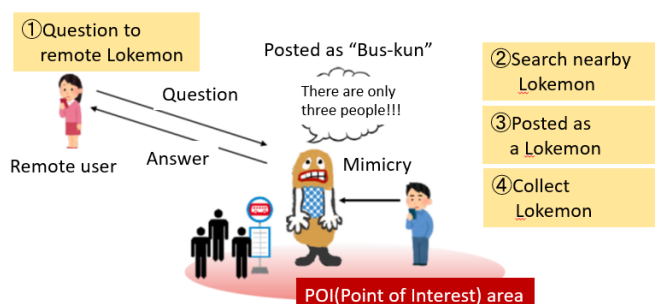 ①Question to
remote Lokemon
Posted as “Bus-kun”
There are only
three people!!!
Question
Answer
Remote user
Mimicry
②Search nearby
Lokemon
③Posted as
a Lokemon
④Collect
Lokemon
POI(Point of Interest) area